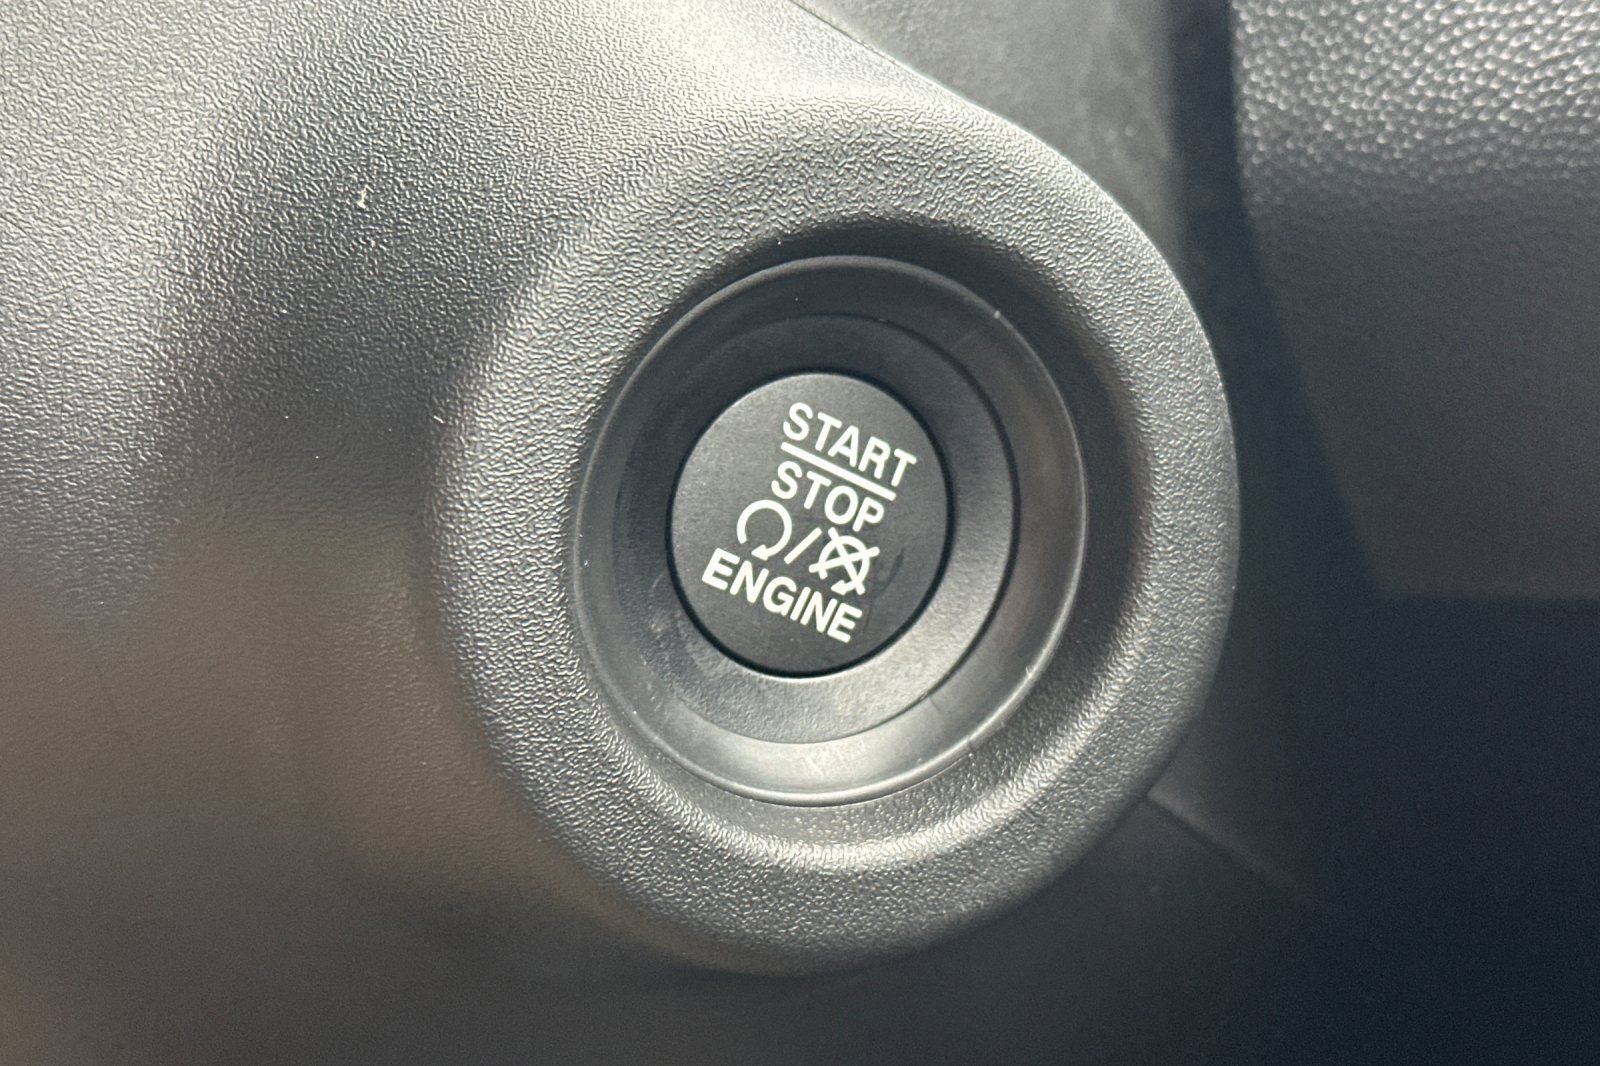 START
STOP
/
ENGINE